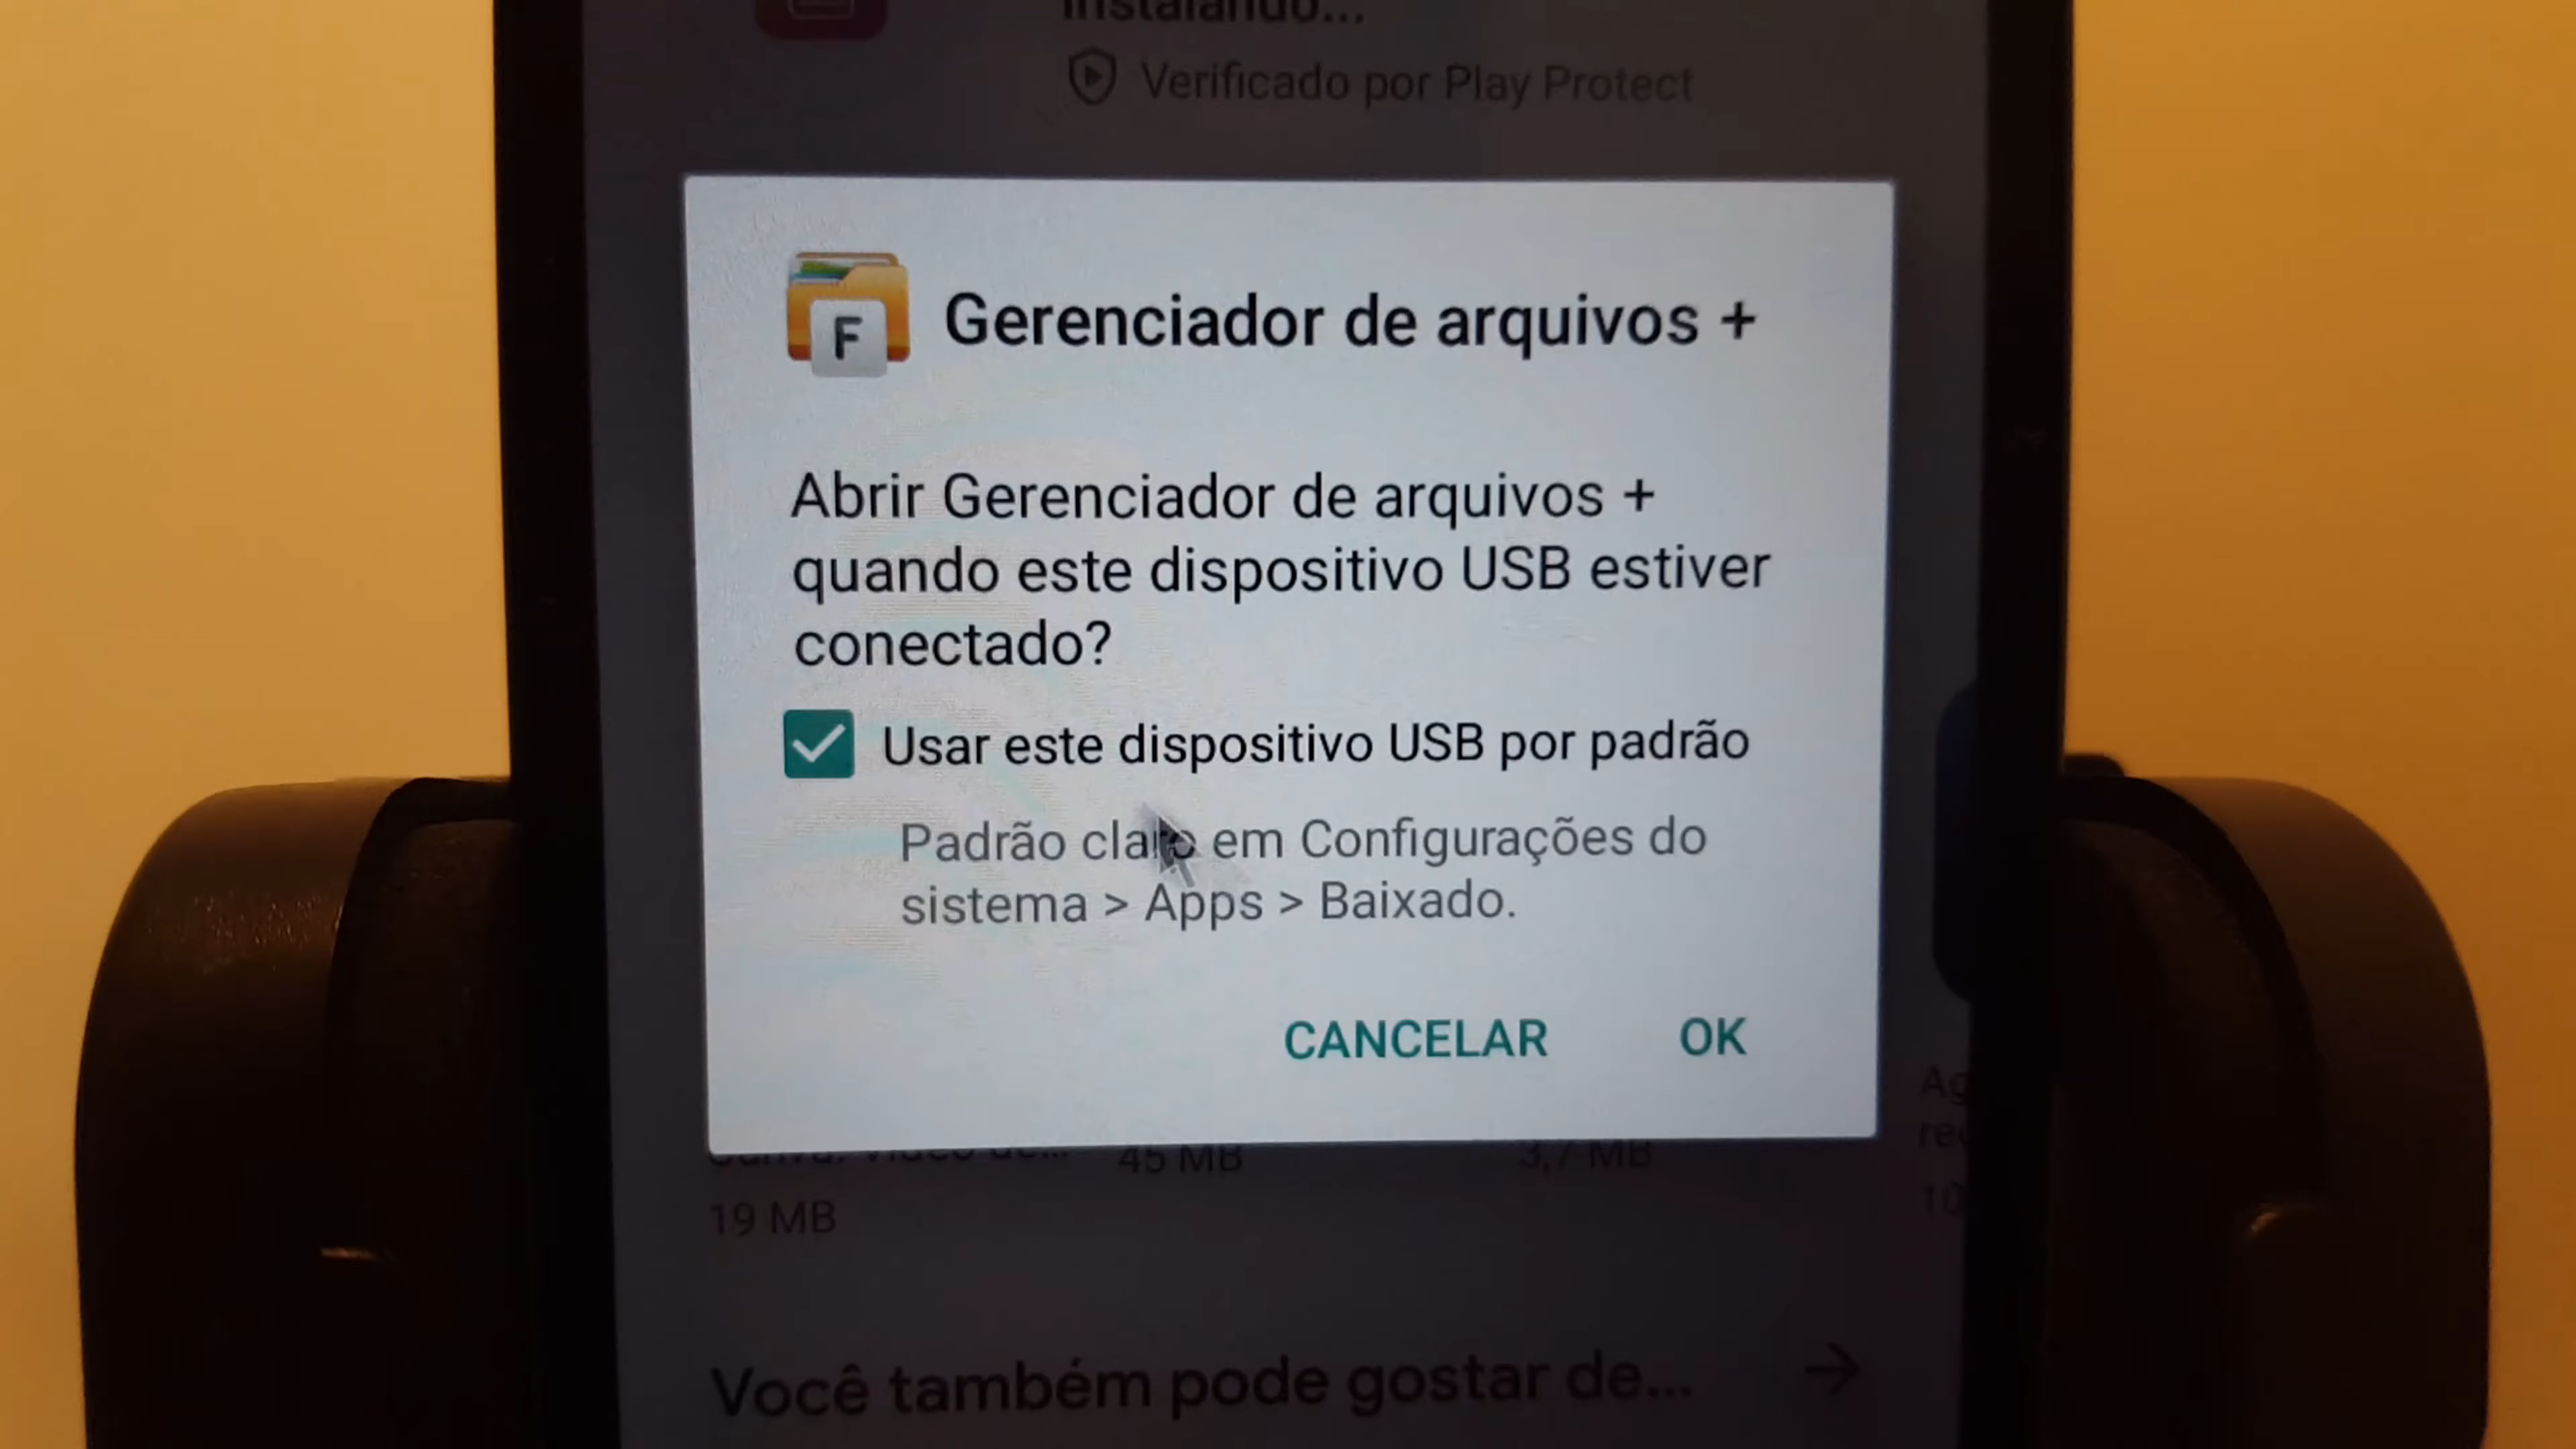 Instalando...
Verificado por Play Protect
F
Gerenciador de arquivos +
Abrir Gerenciador de arquivos +
quando este dispositivo USB estiver
conectado?
Usar este dispositivo USB por padrão
Padrão claro em Configurações do
sistema > Apps > Baixado.
CANCELAR OK
45 MB 3,7 MB
19 MB
10
Você também pode gostar de...